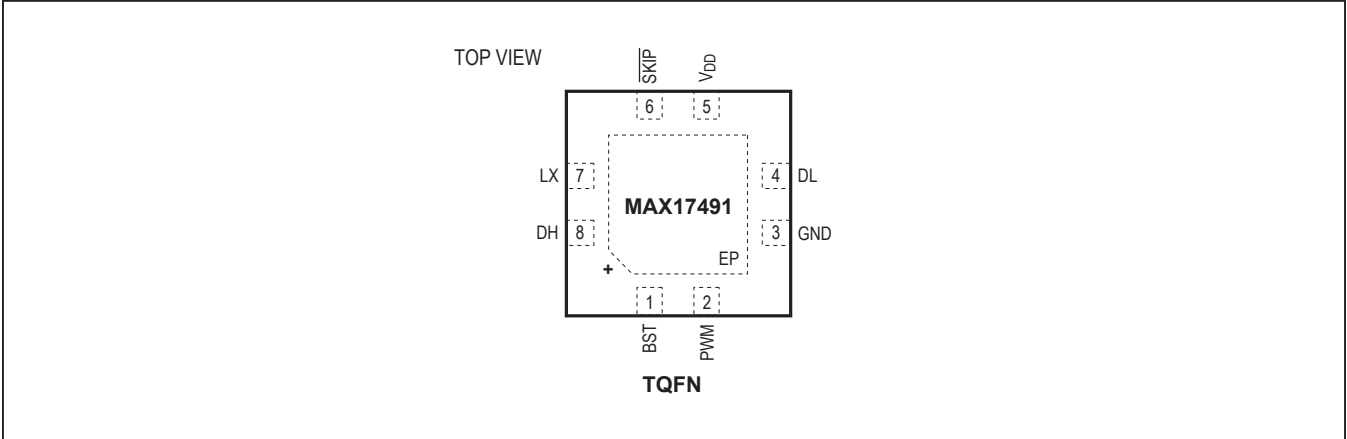 TOP VIEW
SKIP
VDD
6
5
LX
7
4
DL
MAX17491
DH
8
3
GND
EP
+
1
2
BST
PWM
TQFN